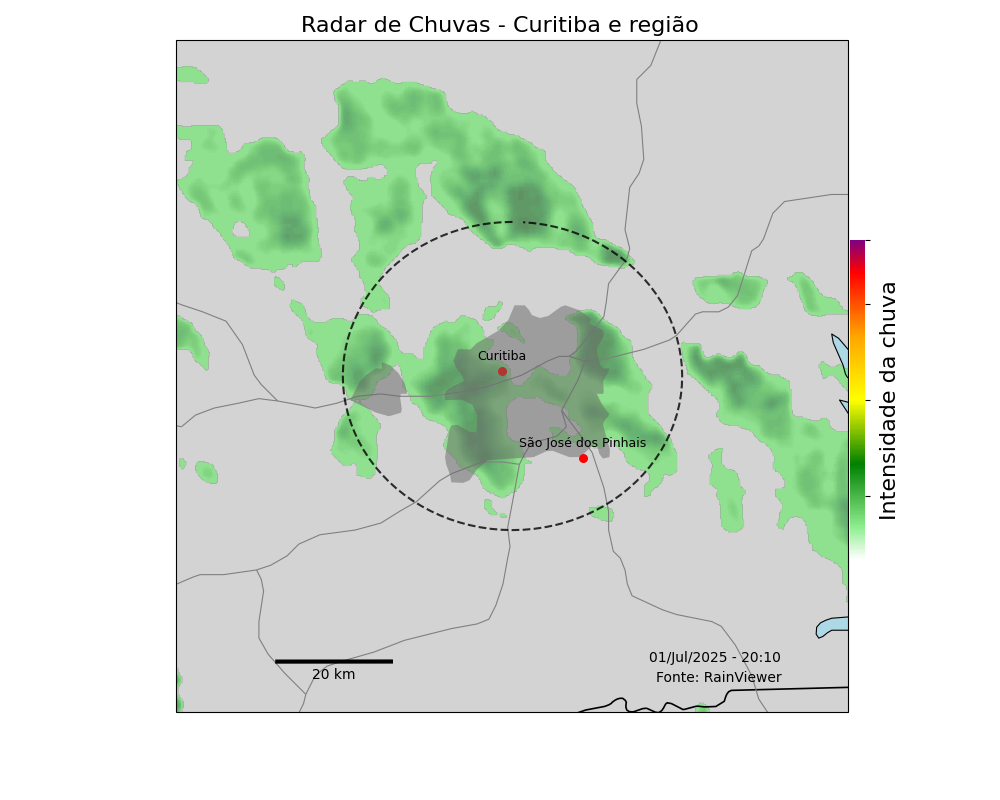 Radar de Chuvas - Curitiba e região
Curitiba
São José dos Pinhais
Intensidade da chuva
20 km
01/Jul/2025 - 20:10
Fonte: RainViewer